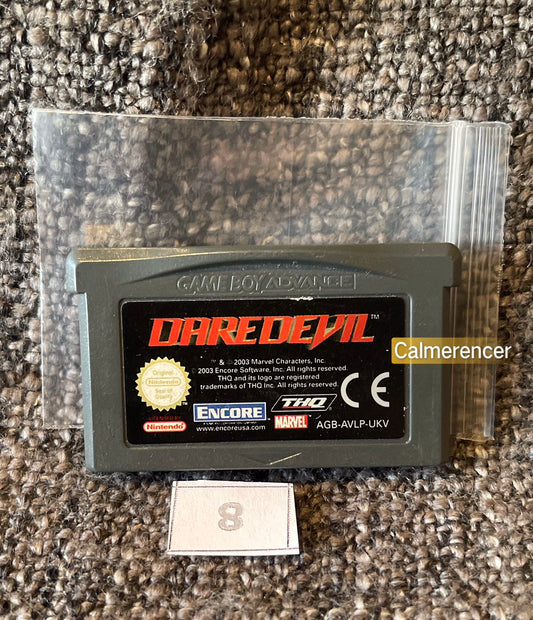 GAME BOY ADVANCE
DAREDEVIL™
Calmerencer
™ & © 2003 Marvel Characters, Inc.
© 2003 Encore Software, Inc. All rights reserved.
THQ and its logo are registered
trademarks of THQ Inc. All rights reserved.
Original
Nintendo
Seal of
Quality
LICENSED BY
Nintendo
ENCORE
www.encoreusa.com
THQ
MARVEL
CE
AGB-AVLP-UKV
8